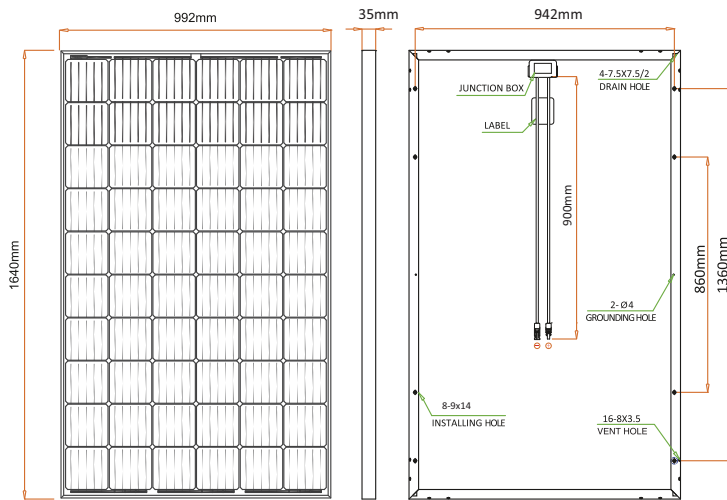 992mm
35mm
942mm
4-7.5X7.5/2
DRAIN HOLE
JUNCTION BOX
LABEL
900mm
1640mm
860mm
1360mm
2-Ø4
GROUNDING HOLE
8-9x14
INSTALLING HOLE
16-8X3.5
VENT HOLE